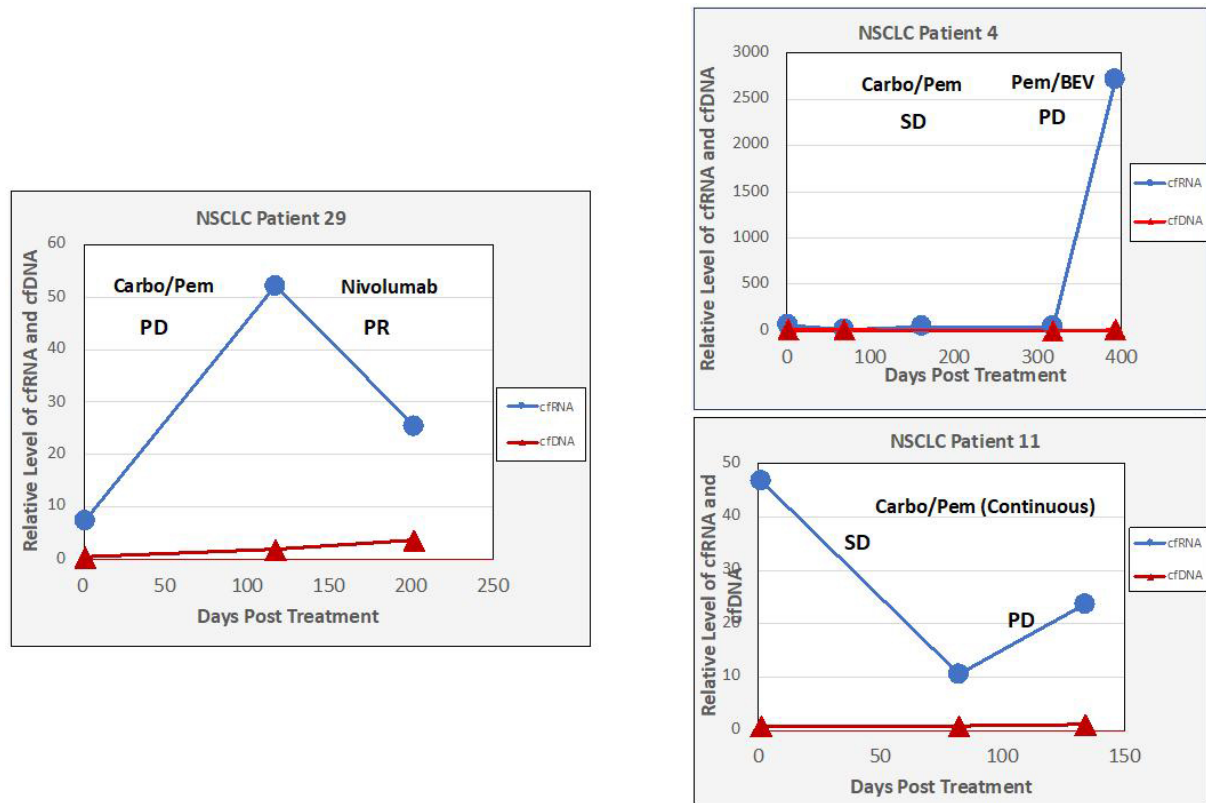 NSCLC Patient 29
Relative Level of cfRNA and cfDNA
60
50
40
30
20
10
0
Carbo/Pem
PD
Nivolumab
PR
0 50 100 150 200 250
Days Post Treatment
cfRNA
cfDNA
NSCLC Patient 4
Relative Level of cfRNA and cfDNA
3000
2500
2000
1500
1000
500
0
Carbo/Pem
SD
Pem/BEV
PD
0 100 200 300 400
Days Post Treatment
cfRNA
cfDNA
NSCLC Patient 11
Relative Level of cfRNA and
cfDNA
50
40
30
20
10
0
Carbo/Pem (Continuous)
SD
PD
0 50 100 150
Days Post Treatment
cfRNA
cfDNA